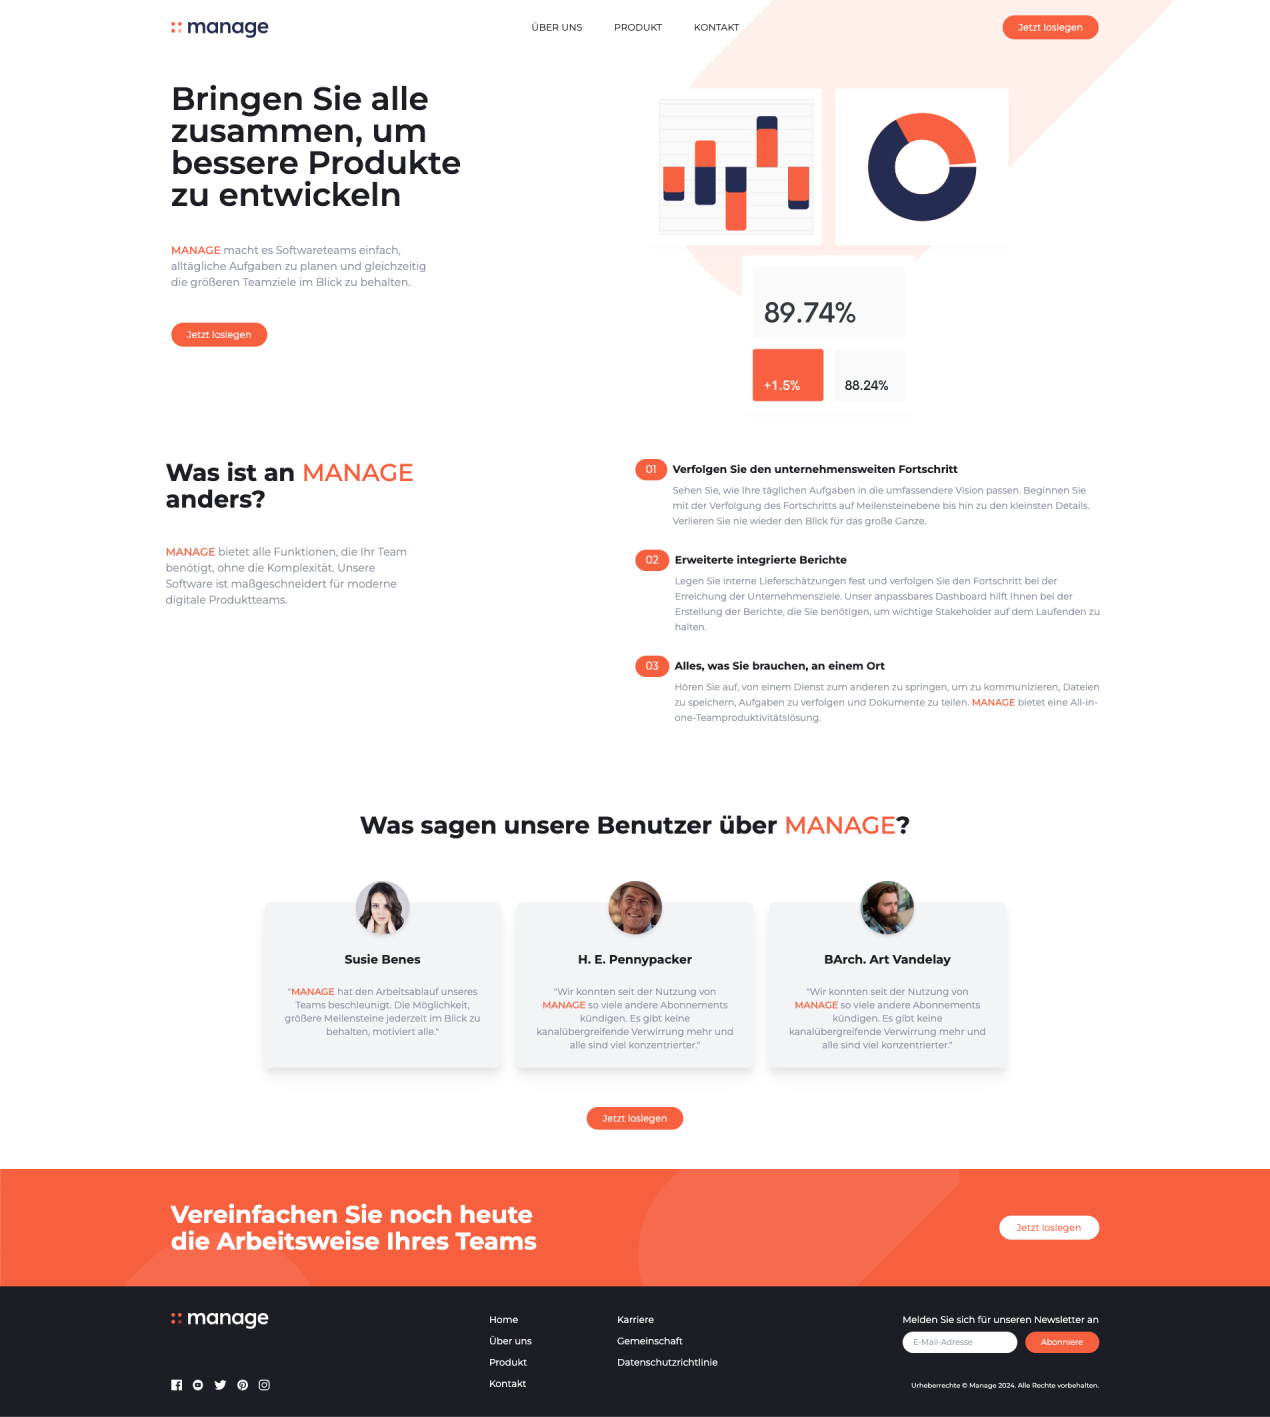 manage
ÜBER UNS PRODUKT KONTAKT
Jetzt loslegen
Bringen Sie alle
zusammen, um
bessere Produkte
zu entwickeln
MANAGE macht es Softwareteams einfach,
alltägliche Aufgaben zu planen und gleichzeitig
die größeren Teamziele im Blick zu behalten.
Jetzt loslegen
89.74%
+1.5%
88.24%
Was ist an MANAGE
anders?
MANAGE bietet alle Funktionen, die Ihr Team
benötigt, ohne die Komplexität. Unsere
Software ist maßgeschneidert für moderne
digitale Produktteams.
01 Verfolgen Sie den unternehmensweiten Fortschritt
Sehen Sie, wie Ihre täglichen Aufgaben in die umfassendere Vision passen. Beginnen Sie
mit der Verfolgung des Fortschritts auf Meilensteinebene bis hin zu den kleinsten Details.
Verlieren Sie nie wieder den Blick für das große Ganze.
02 Erweiterte integrierte Berichte
Legen Sie interne Lieferschätzungen fest und verfolgen Sie den Fortschritt bei der
Erreichung der Unternehmensziele. Unser anpassbares Dashboard hilft Ihnen bei der
Erstellung der Berichte, die Sie benötigen, um wichtige Stakeholder auf dem Laufenden zu
halten.
03 Alles, was Sie brauchen, an einem Ort
Hören Sie auf, von einem Dienst zum anderen zu springen, um zu kommunizieren, Dateien
zu speichern, Aufgaben zu verfolgen und Dokumente zu teilen. MANAGE bietet eine All-in-
one-Teamproduktivitätslösung.
Was sagen unsere Benutzer über MANAGE?
Susie Benes
"MANAGE hat den Arbeitsablauf unseres
Teams beschleunigt. Die Möglichkeit,
größere Meilensteine jederzeit im Blick zu
behalten, motiviert alle."
H. E. Pennypacker
"Wir konnten seit der Nutzung von
MANAGE so viele andere Abonnements
kündigen. Es gibt keine
kanalübergreifende Verwirrung mehr und
alle sind viel konzentrierter."
BArch. Art Vandelay
"Wir konnten seit der Nutzung von
MANAGE so viele andere Abonnements
kündigen. Es gibt keine
kanalübergreifende Verwirrung mehr und
alle sind viel konzentrierter."
Jetzt loslegen
Vereinfachen Sie noch heute
die Arbeitsweise Ihres Teams
Jetzt loslegen
manage
Home
Über uns
Produkt
Kontakt
Karriere
Gemeinschaft
Datenschutzrichtlinie
Melden Sie sich für unseren Newsletter an
E-Mail-Adresse
Abonniere
Urheberrechte © Manage 2024. Alle Rechte vorbehalten.